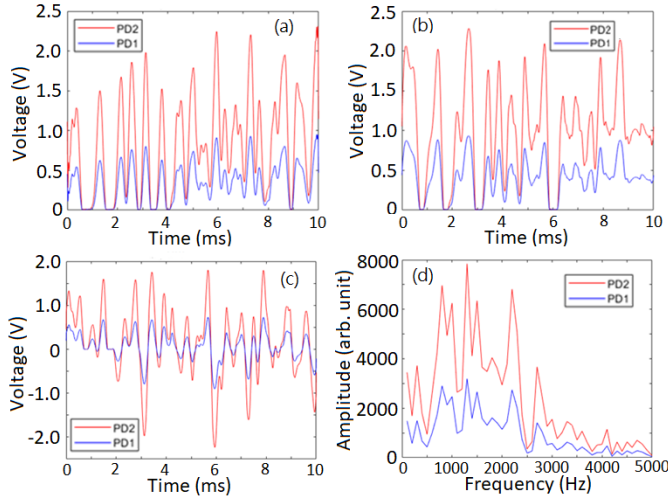 (a)
PD2
PD1
Voltage (V)
2.5
2.0
1.5
1.0
0.5
0
0 2 4 6 8 10
Time (ms)
(b)
PD2
PD1
Voltage (V)
2.5
2.0
1.5
1.0
0.5
0
0 2 4 6 8 10
Time (ms)
(c)
PD2
PD1
Voltage (V)
2.0
1.0
0
-1.0
-2.0
0 2 4 6 8 10
Time (ms)
(d)
PD2
PD1
Amplitude (arb. unit)
8000
6000
4000
2000
0
0 1000 2000 3000 4000 5000
Frequency (Hz)